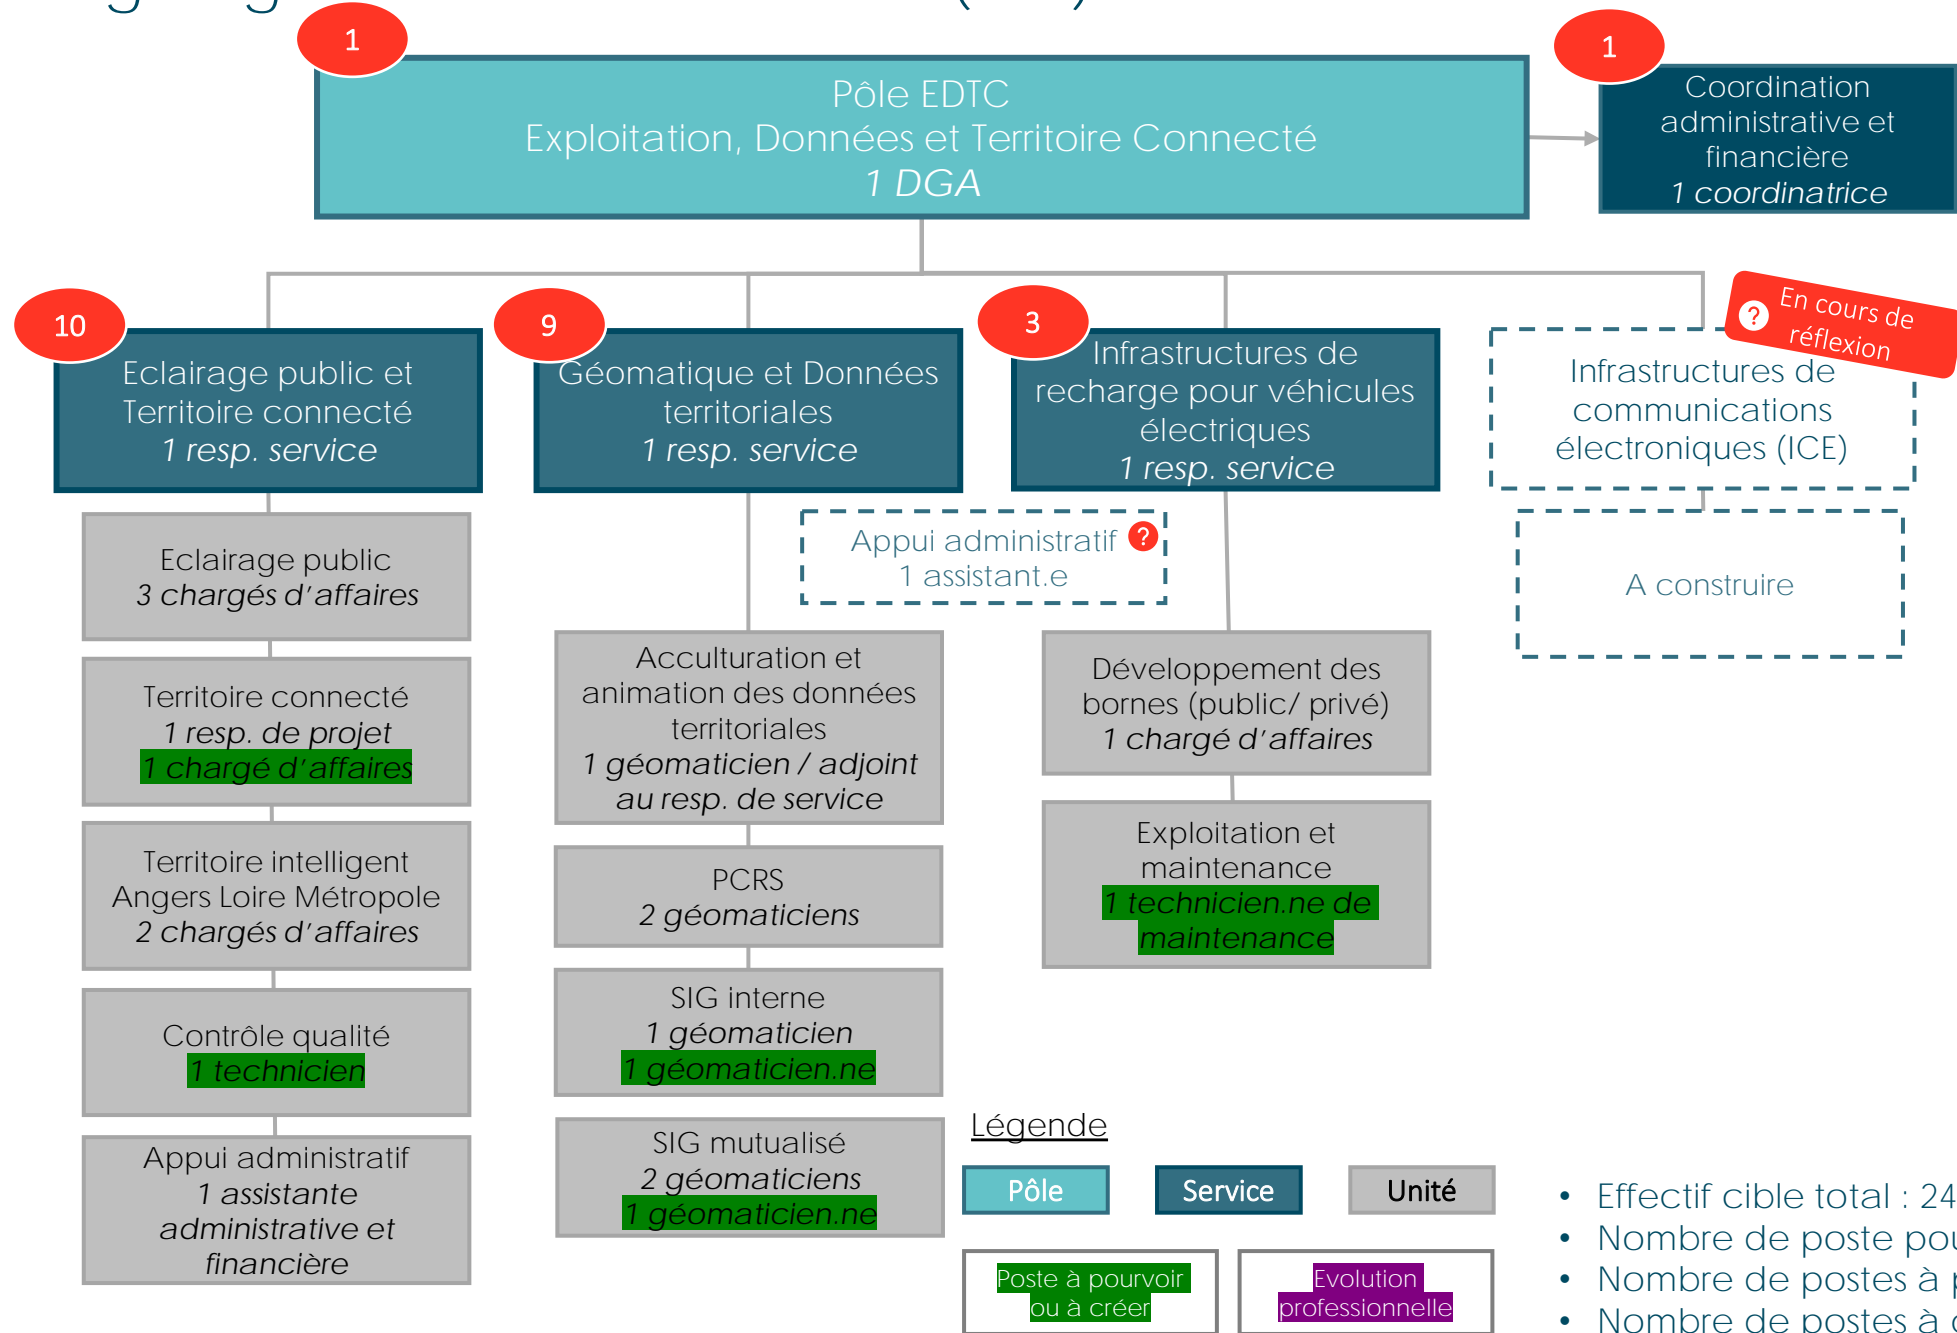 1
1
Pôle EDTC
Exploitation, Données et Territoire Connecté
1 DGA
Coordination
administrative et
financière
1 coordinatrice
10
Eclairage public et
Territoire connecté
1 resp. service
9
Géomatique et Données
territoriales
1 resp. service
3
Infrastructures de
recharge pour véhicules
électriques
1 resp. service
? En cours de
réflexion
Infrastructures de
communications
électroniques (ICE)
Appui administratif ?
1 assistant.e
A construire
Eclairage public
3 chargés d'affaires
Territoire connecté
1 resp. de projet
1 chargé d'affaires
Territoire intelligent
Angers Loire Métropole
2 chargés d'affaires
Contrôle qualité
1 technicien
Appui administratif
1 assistante
administrative et
financière
Acculturation et
animation des données
territoriales
1 géomaticien / adjoint
au resp. de service
PCRS
2 géomaticiens
SIG interne
1 géomaticien
1 géomaticien.ne
SIG mutualisé
2 géomaticiens
1 géomaticien.ne
Développement des
bornes (public/ privé)
1 chargé d'affaires
Exploitation et
maintenance
1 technicien.ne de
maintenance
Légende
Pôle
Service
Unité
Poste à pourvoir
ou à créer
Evolution
professionnelle
• Effectif cible total : 24
• Nombre de poste
• Nombre de postes à
• Nombre de postes à